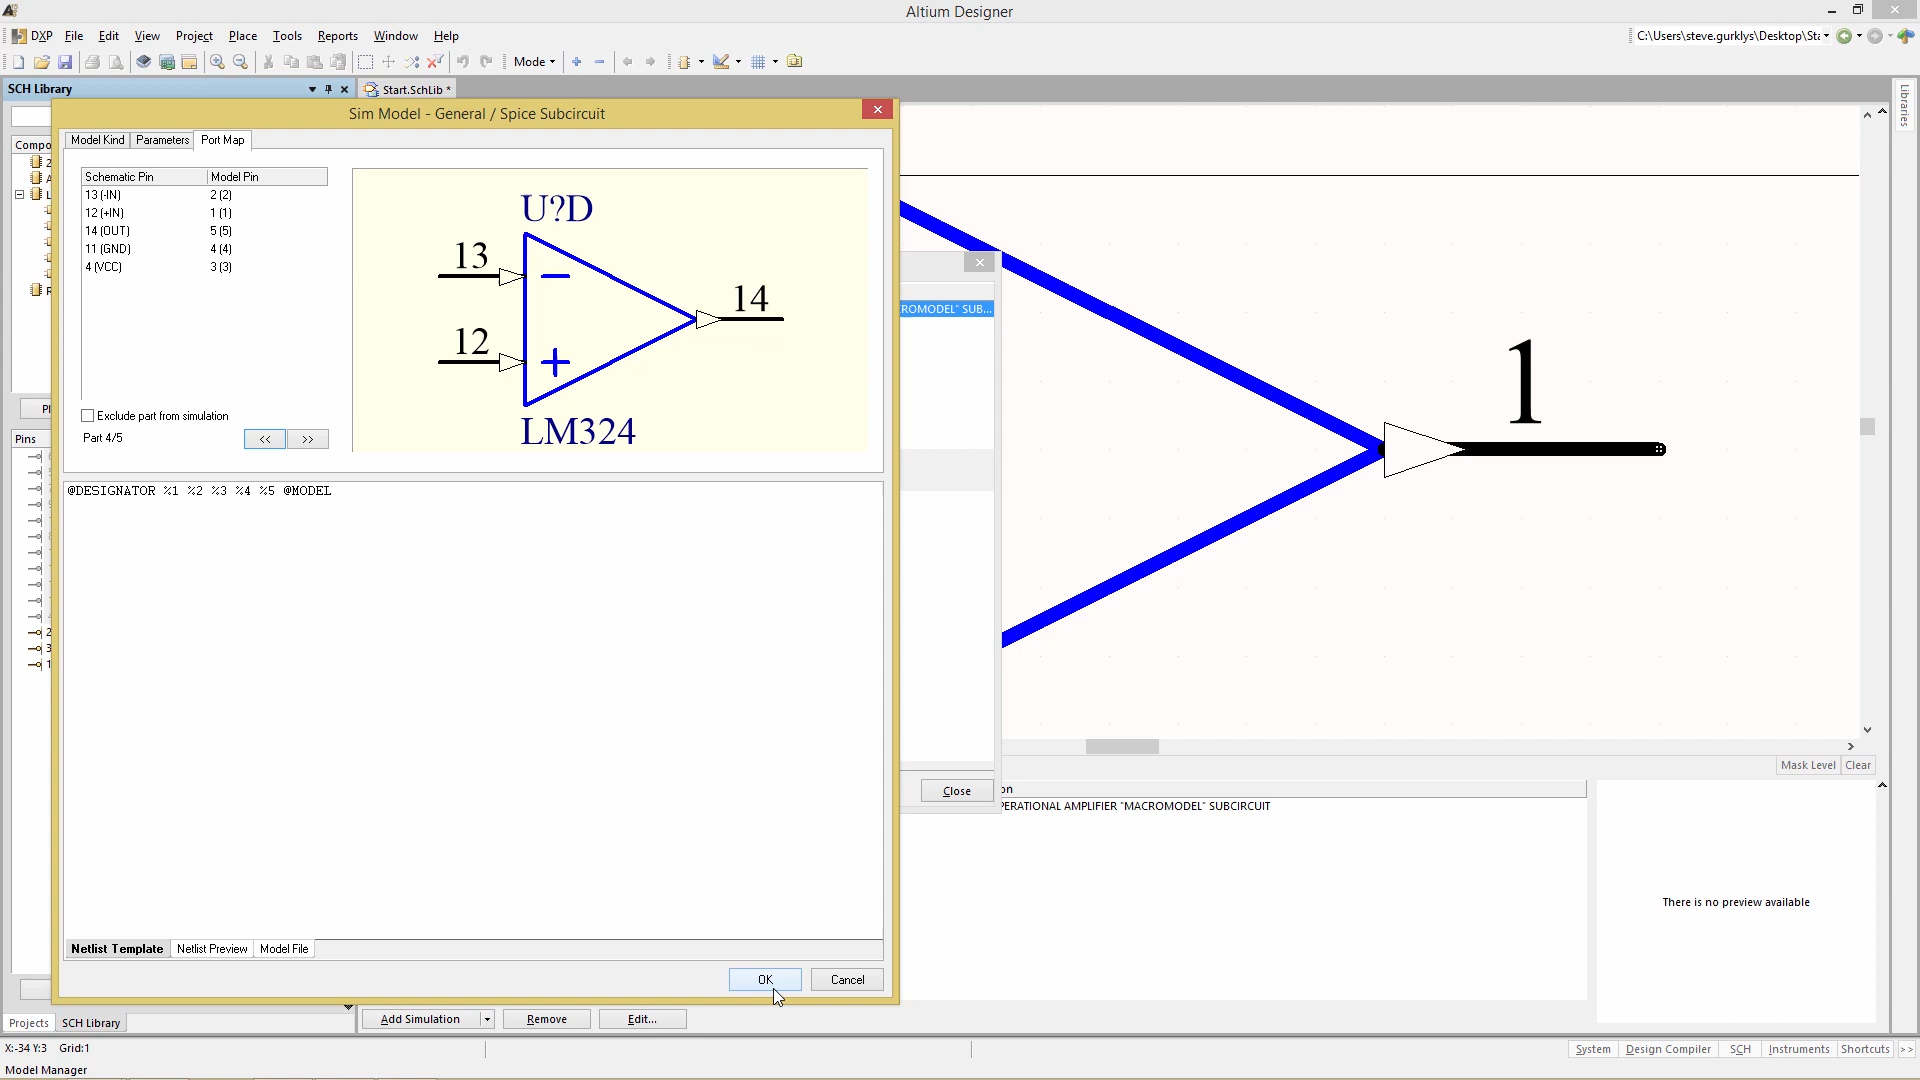 Altium Designer
DXP File Edit View Project Place Tools Reports Window Help
C:\Users\steve.gurklys\Desktop\Sta
Mode
SCH Library
Start.SchLib *
Libraries
Sim Model - General / Spice Subcircuit
Model Kind Parameters Port Map
Compo
Schematic Pin Model Pin
13 (-IN) 2 (2)
12 (+IN) 1 (1)
14 (OUT) 5 (5)
11 (GND) 4 (4)
4 (VCC) 3 (3)
U?D
13
12
14
LM324
ROMODEL" SUB...
1
Exclude part from simulation
Part 4/5
<< >>
Pins
@DESIGNATOR %1 %2 %3 %4 %5 @MODEL
Mask Level Clear
Close
on
PERATIONAL AMPLIFIER "MACROMODEL" SUBCIRCUIT
There is no preview available
Netlist Template Netlist Preview Model File
OK Cancel
Projects SCH Library
Add Simulation Remove Edit...
X:-34 Y:3 Grid:1
System Design Compiler SCH Instruments Shortcuts >>
Model Manager